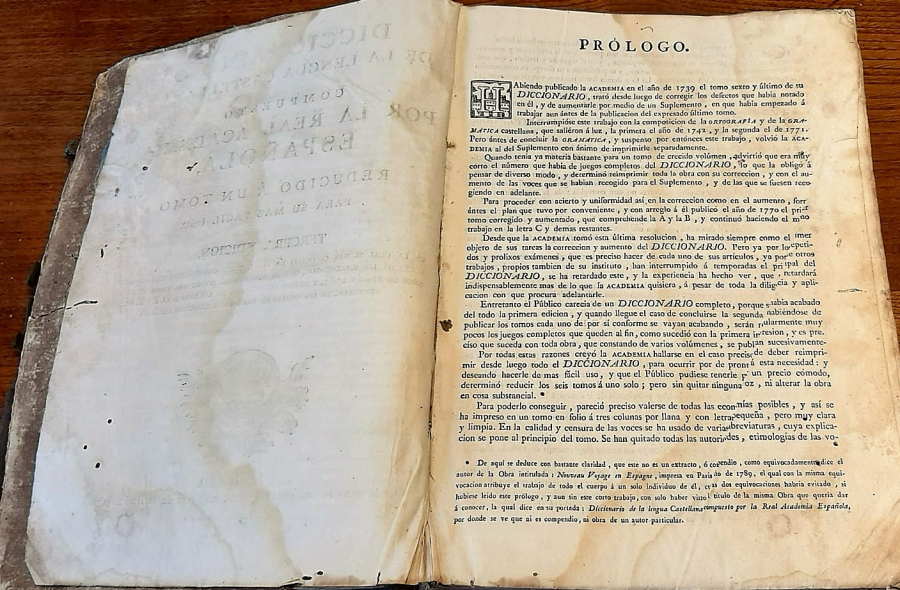 PRÓLOGO.
HAbiendo publicado la ACADEMIA en el año de 1739 el tomo sexto y último de su
DICCIONARIO, trató desde luego de corregir los defectos que habia notado
en él, y de aumentarle por medio de un Suplemento, en que habia empezado á
trabajar aun ántes de la publicacion del expresado último tomo.
Interrumpióse este trabajo con la composicion de la ORTOGRAFÍA y de la GRA-
MÁTICA castellana, que saliéron á luz, la primera el año de 1742, y la segunda el de 1771.
Pero ántes de concluir la GRAMÁTICA, y suspenso por entónces este trabajo, volvió la ACA-
DEMIA al del Suplemento con ánimo de imprimirle separadamente.
Quando tenia ya materia bastante para un tomo de crecido volúmen, advirtió que era muy
corto el número que habia de juegos completos del DICCIONARIO, lo que la obligó á
pensar de diverso modo, y determinó reimprimir toda la obra con su correccion, y con el au-
mento de las voces que se habian recogido para el Suplemento, y de las que se fuesen reco-
giendo en adelante.
Para proceder con acierto y uniformidad así en la correccion como en el aumento, for
ántes el plan que tuvo por conveniente, y con arreglo á él publicó el año de 1770 el pri-
tomo corregido y aumentado, que comprehende la A y la B, y continuó haciendo el mi
trabajo en la letra C y demas restantes.
Desde que la ACADEMIA tomó esta última resolucion, ha mirado siempre como el
objeto de sus tareas la correccion y aumento del DICCIONARIO. Pero ya por
dos y prolixos exámenes, que es preciso hacer de cada uno de sus artículos, ya por otros
trabajos, propios tambien de su instituto, han interrumpido á temporadas el
DICCIONARIO, se ha retardado este, y la experiencia ha hecho ver, que retardará
indispensablemente mas de lo que la ACADEMIA quisiera, á pesar de toda la y apli-
cacion con que procura adelantarle.
Entretanto el Público carecia de un DICCIONARIO completo, porque acabado
del todo la primera edicion, y quando llegue el caso de concluirse la segunda
publicar los tomos cada uno de por sí conforme se vayan acabando, serán muy
pocos los juegos completos que queden al fin, como sucedió con la primera y es pre-
ciso que suceda con toda obra, que constando de varios volúmenes, se publan sucesivamente.
Por todas estas razones creyó la ACADEMIA hallarse en el caso de deber reimpri-
mir desde luego todo el DICCIONARIO, para ocurrir por esta necesidad: y
deseando hacerle de mas fácil uso, y que el Público pudiese tenerle un precio cómodo,
determinó reducir los seis tomos á uno solo; pero sin quitar ninguna ni alterar la obra
en cosa substancial. *
Para poderlo conseguir, pareció preciso valerse de todas las posibles, y así se
ha impreso en un tomo en folio á tres colunas por llana y con letra pequeña, pero muy clara
y limpia. En la calidad y censura de las voces se ha usado de cuya explica-
cion se pone al principio del tomo. Se han quitado todas las etimologías de las vo-
* De aquí se deduce con bastante claridad, que este no es un extracto, ó como equivocadamente dice el
autor de la Obra intitulada: Nouveau Voyage en Espagne, impresa en Paris de 1789, el qual con la misma equi-
vocacion atribuye el trabajo de todo el cuerpo á un solo individuo de él, dos equivocaciones habria evitado, si
hubiese leido este prólogo, y aun sin este corto trabajo, con solo haber título de la misma Obra que queria dar
á conocer, la qual dice en su portada: Diccionario de la lengua Castellana compuesto por la Real Academia Española,
por donde se ve que ni es compendio, ni obra de un autor particular.